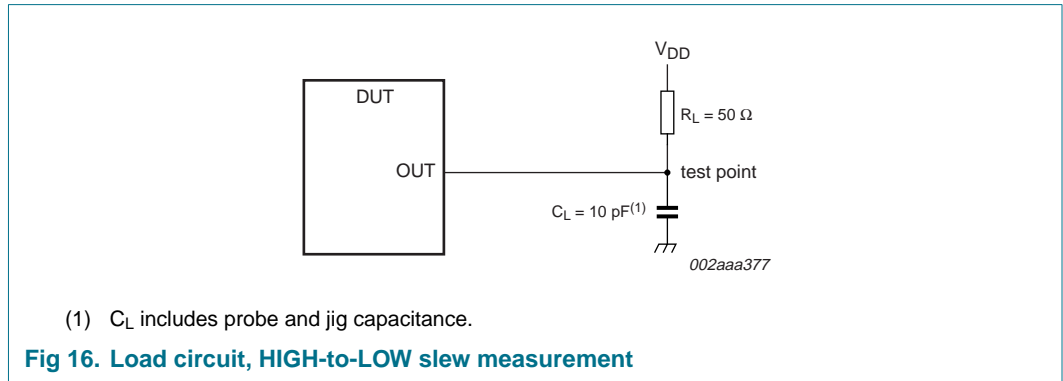 V_DD
DUT
R_L = 50 Ω
OUT
test point
C_L = 10 pF(1)
002aaa377
(1) C_L includes probe and jig capacitance.
Fig 16. Load circuit, HIGH-to-LOW slew measurement